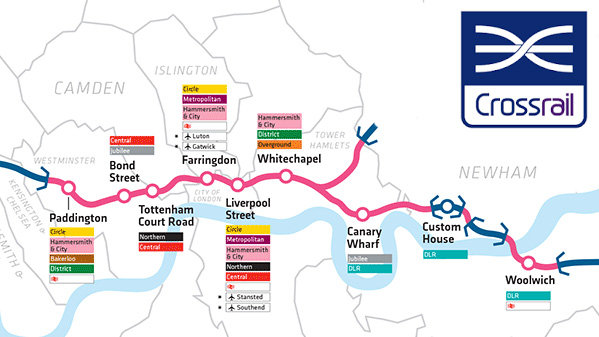 Crossrail
CAMDEN
ISLINGTON
WESTMINSTER
KENSINGTON &
CHELSEA
CITY OF
LONDON
TOWER
HAMLETS
NEWHAM
Paddington
Circle
Hammersmith
& City
Bakerloo
District
Bond
Street
Central
Jubilee
Tottenham
Court Road
Northern
Central
Farringdon
Circle
Metropolitan
Hammersmith
& City
* Luton
* Gatwick
Liverpool
Street
Circle
Metropolitan
Hammersmith
& City
Northern
Central
* Stansted
* Southend
Whitechapel
Hammersmith
& City
District
Overground
Canary
Wharf
Jubilee
DLR
Custom
House
DLR
Woolwich
DLR